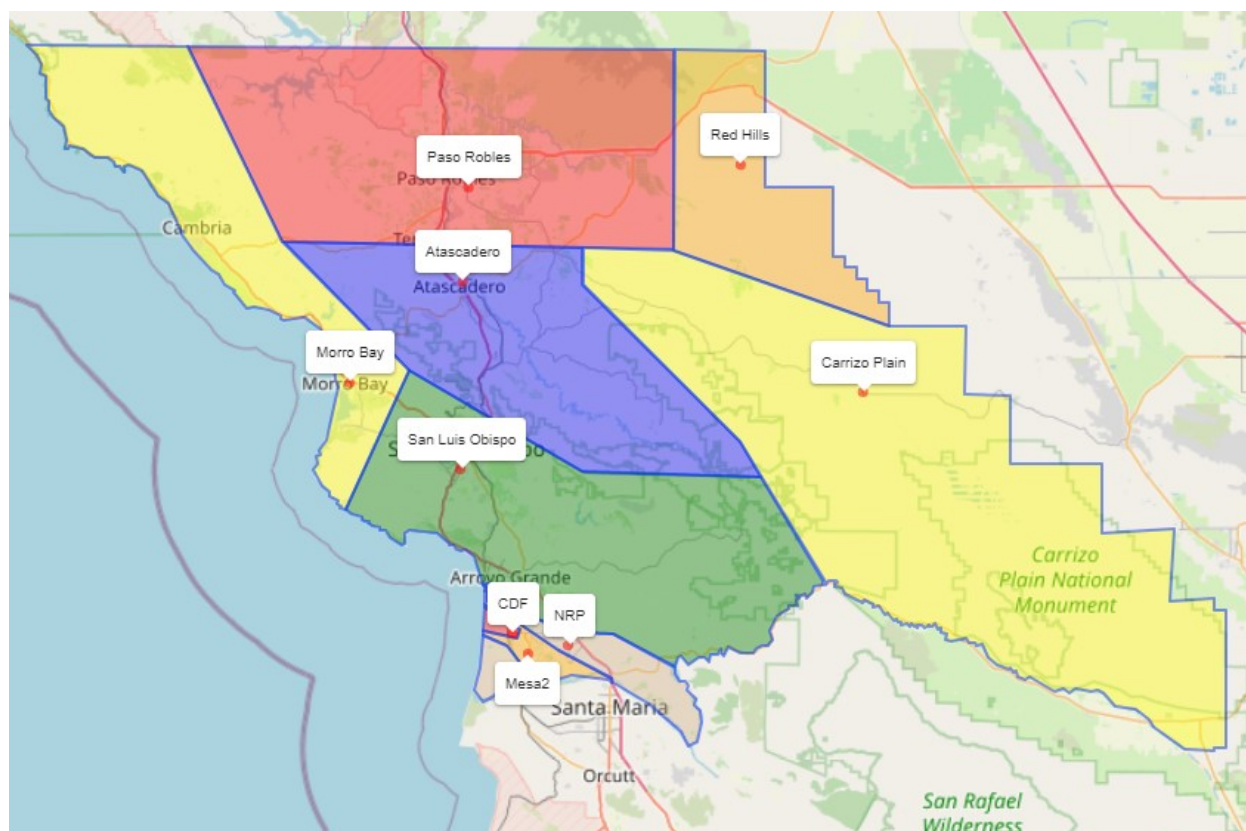 Red Hills
Paso Robles
Paso Robles
Cambria
Atascadero
Atascadero
Morro Bay
Morro Bay
Carrizo Plain
San Luis Obispo
Carrizo
Plain National
Monument
Arroyo Grande
CDF
NRP
Mesa2
Santa Maria
Orcutt
San Rafael
Wilderness